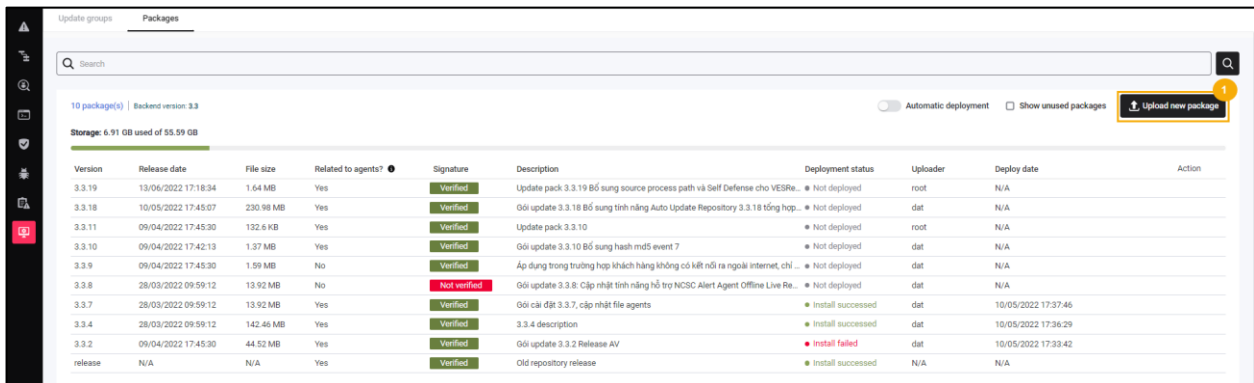 Update groups Packages
Search
1
10 package(s) | Backend version: 3.3 Automatic deployment Show unused packages Upload new package
Storage: 6.91 GB used of 55.59 GB
Version Release date File size Related to agents? Signature Description Deployment status Uploader Deploy date Action
3.3.19 13/06/2022 17:18:34 1.64 MB Yes Verified Update pack 3.3.19 Bổ sung source process path và Self Defense cho VESRe... Not deployed root N/A
3.3.18 10/05/2022 17:45:07 230.98 MB Yes Verified Gói update 3.3.18 Bổ sung tính năng Auto Update Repository 3.3.18 tổng hợp... Not deployed dat N/A
3.3.11 09/04/2022 17:45:30 132.6 KB Yes Verified Update pack 3.3.10 Not deployed root N/A
3.3.10 09/04/2022 17:42:13 1.37 MB Yes Verified Gói update 3.3.10 Bổ sung hash md5 event 7 Not deployed dat N/A
3.3.9 09/04/2022 17:45:30 1.59 MB No Verified Áp dụng trong trường hợp khách hàng không có kết nối ra ngoài internet, chỉ ... Not deployed dat N/A
3.3.8 28/03/2022 09:59:12 13.92 MB No Not verified Gói update 3.3.8: Cập nhật tính năng hỗ trợ NCSC Alert Agent Offline Live Re... Not deployed dat N/A
3.3.7 28/03/2022 09:59:12 13.92 MB Yes Verified Gói cài đặt 3.3.7, cập nhật file agents Install successed dat 10/05/2022 17:37:46
3.3.4 28/03/2022 09:59:12 142.46 MB Yes Verified 3.3.4 description Install successed dat 10/05/2022 17:36:29
3.3.2 09/04/2022 17:45:30 44.52 MB Yes Verified Gói update 3.3.2 Release AV Install failed dat 10/05/2022 17:33:42
release N/A N/A Yes Verified Old repository release Install successed N/A N/A